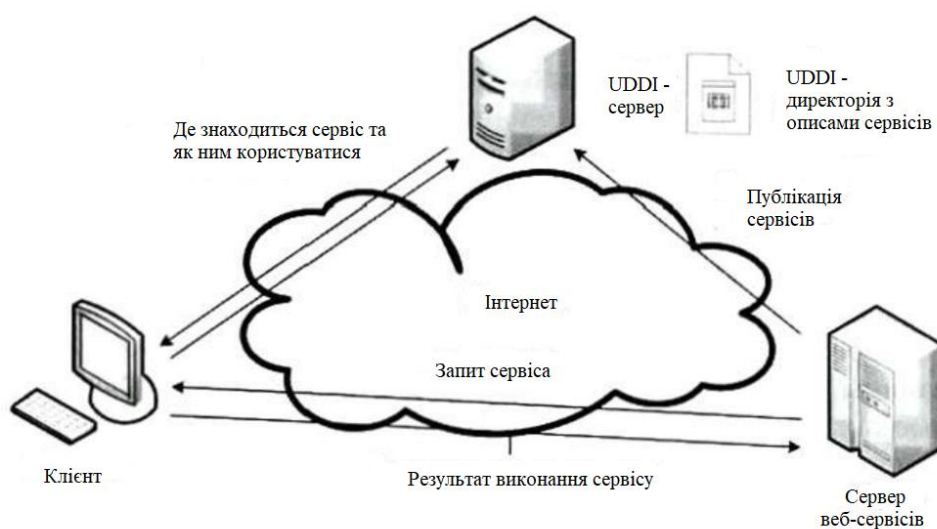 UDDI -
сервер
UDDI -
директорія з
описами сервісів
Де знаходиться сервіс та
як ним користуватися
Публікація
сервісів
Інтернет
Запит сервіса
Клієнт
Результат виконання сервісу
Сервер
веб-сервісів